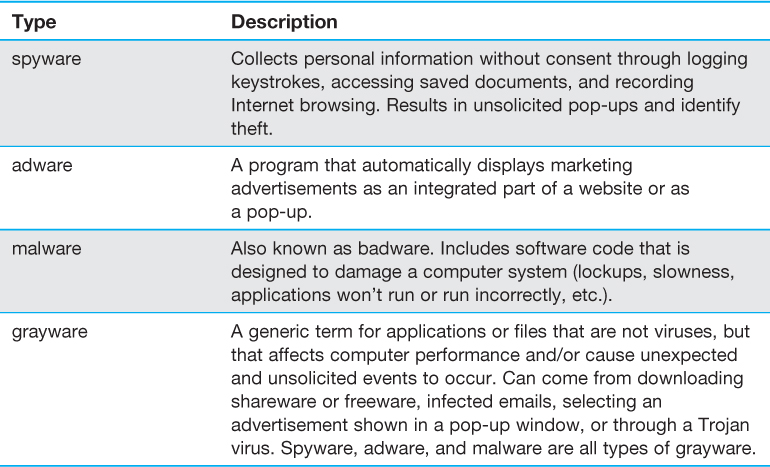 Type Description
spyware Collects personal information without consent through logging
keystrokes, accessing saved documents, and recording
Internet browsing. Results in unsolicited pop-ups and identify
theft.
adware A program that automatically displays marketing
advertisements as an integrated part of a website or as
a pop-up.
malware Also known as badware. Includes software code that is
designed to damage a computer system (lockups, slowness,
applications won’t run or run incorrectly, etc.).
grayware A generic term for applications or files that are not viruses, but
that affects computer performance and/or cause unexpected
and unsolicited events to occur. Can come from downloading
shareware or freeware, infected emails, selecting an
advertisement shown in a pop-up window, or through a Trojan
virus. Spyware, adware, and malware are all types of grayware.